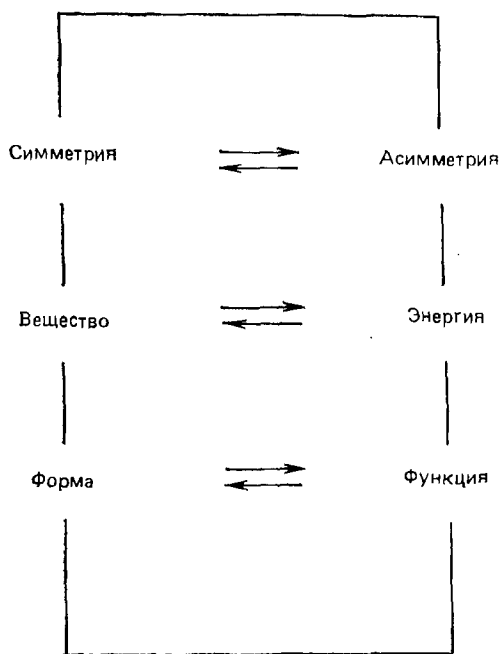 Симметрия Асимметрия
Вещество Энергия
Форма Функция